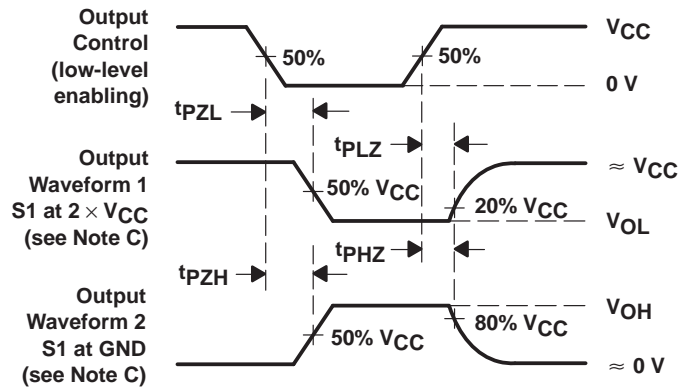 Output
Control
(low-level
enabling)
50%
50%
VCC
0 V
tPZL
tPLZ
Output
Waveform 1
S1 at 2 × VCC
(see Note C)
50% VCC
20% VCC
≈ VCC
VOL
tPZH
tPHZ
Output
Waveform 2
S1 at GND
(see Note C)
50% VCC
80% VCC
VOH
≈ 0 V